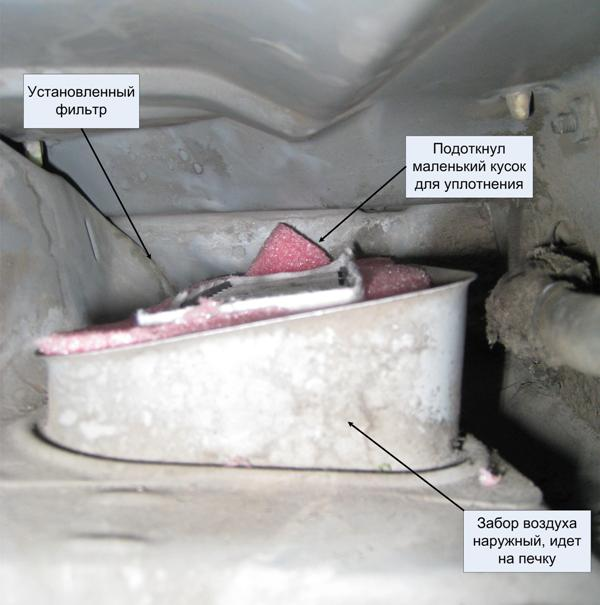 Установленный
фильтр
Подоткнул
маленький кусок
для уплотнения
Забор воздуха
наружный, идет
на печку